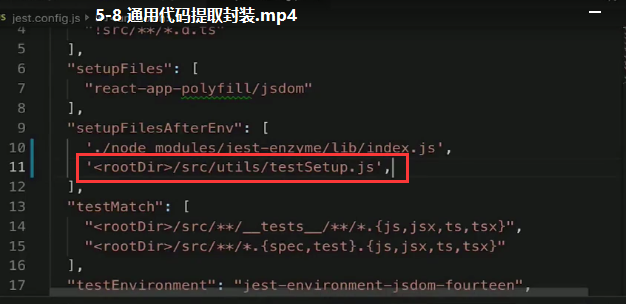 jest.config.js 5-8 通用代码提取封装.mp4
4 "!src/**/*.d.ts"
5 ],
6 "setupFiles": [
7 "react-app-polyfill/jsdom"
8 ],
9 "setupFilesAfterEnv": [
10 './node_modules/jest-enzyme/lib/index.js',
11 '<rootDir>/src/utils/testSetup.js',
12 ],
13 "testMatch": [
14 "<rootDir>/src/**/__tests__/**/*.{js,jsx,ts,tsx}",
15 "<rootDir>/src/**/*.{spec,test}.{js,jsx,ts,tsx}"
16 ],
17 "testEnvironment": "jest-environment-jsdom-fourteen",